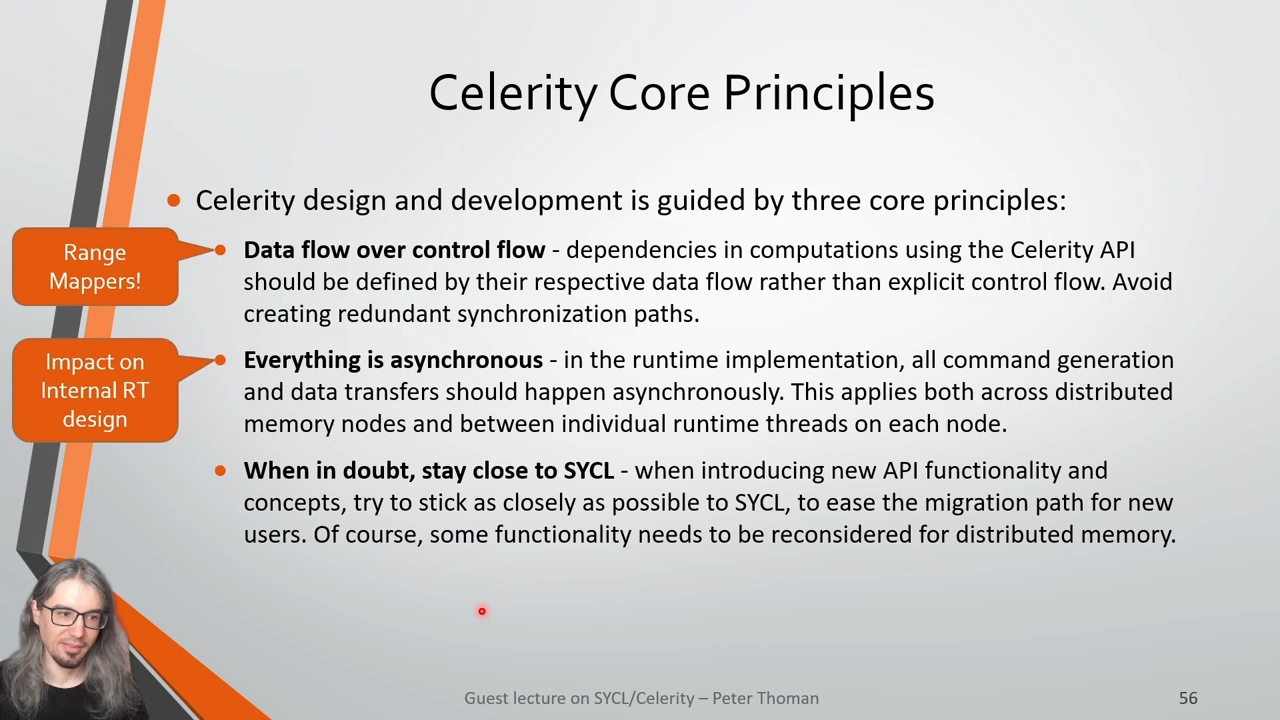 Celerity Core Principles
Celerity design and development is guided by three core principles:
Range
Mappers!
Data flow over control flow - dependencies in computations using the Celerity API
should be defined by their respective data flow rather than explicit control flow. Avoid
creating redundant synchronization paths.
Impact on
Internal RT
design
Everything is asynchronous - in the runtime implementation, all command generation
and data transfers should happen asynchronously. This applies both across distributed
memory nodes and between individual runtime threads on each node.
When in doubt, stay close to SYCL - when introducing new API functionality and
concepts, try to stick as closely as possible to SYCL, to ease the migration path for new
users. Of course, some functionality needs to be reconsidered for distributed memory.
Guest lecture on SYCL/Celerity – Peter Thoman
56